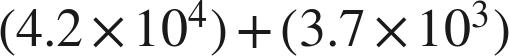 (4.2 × 10⁴) + (3.7 × 10³)